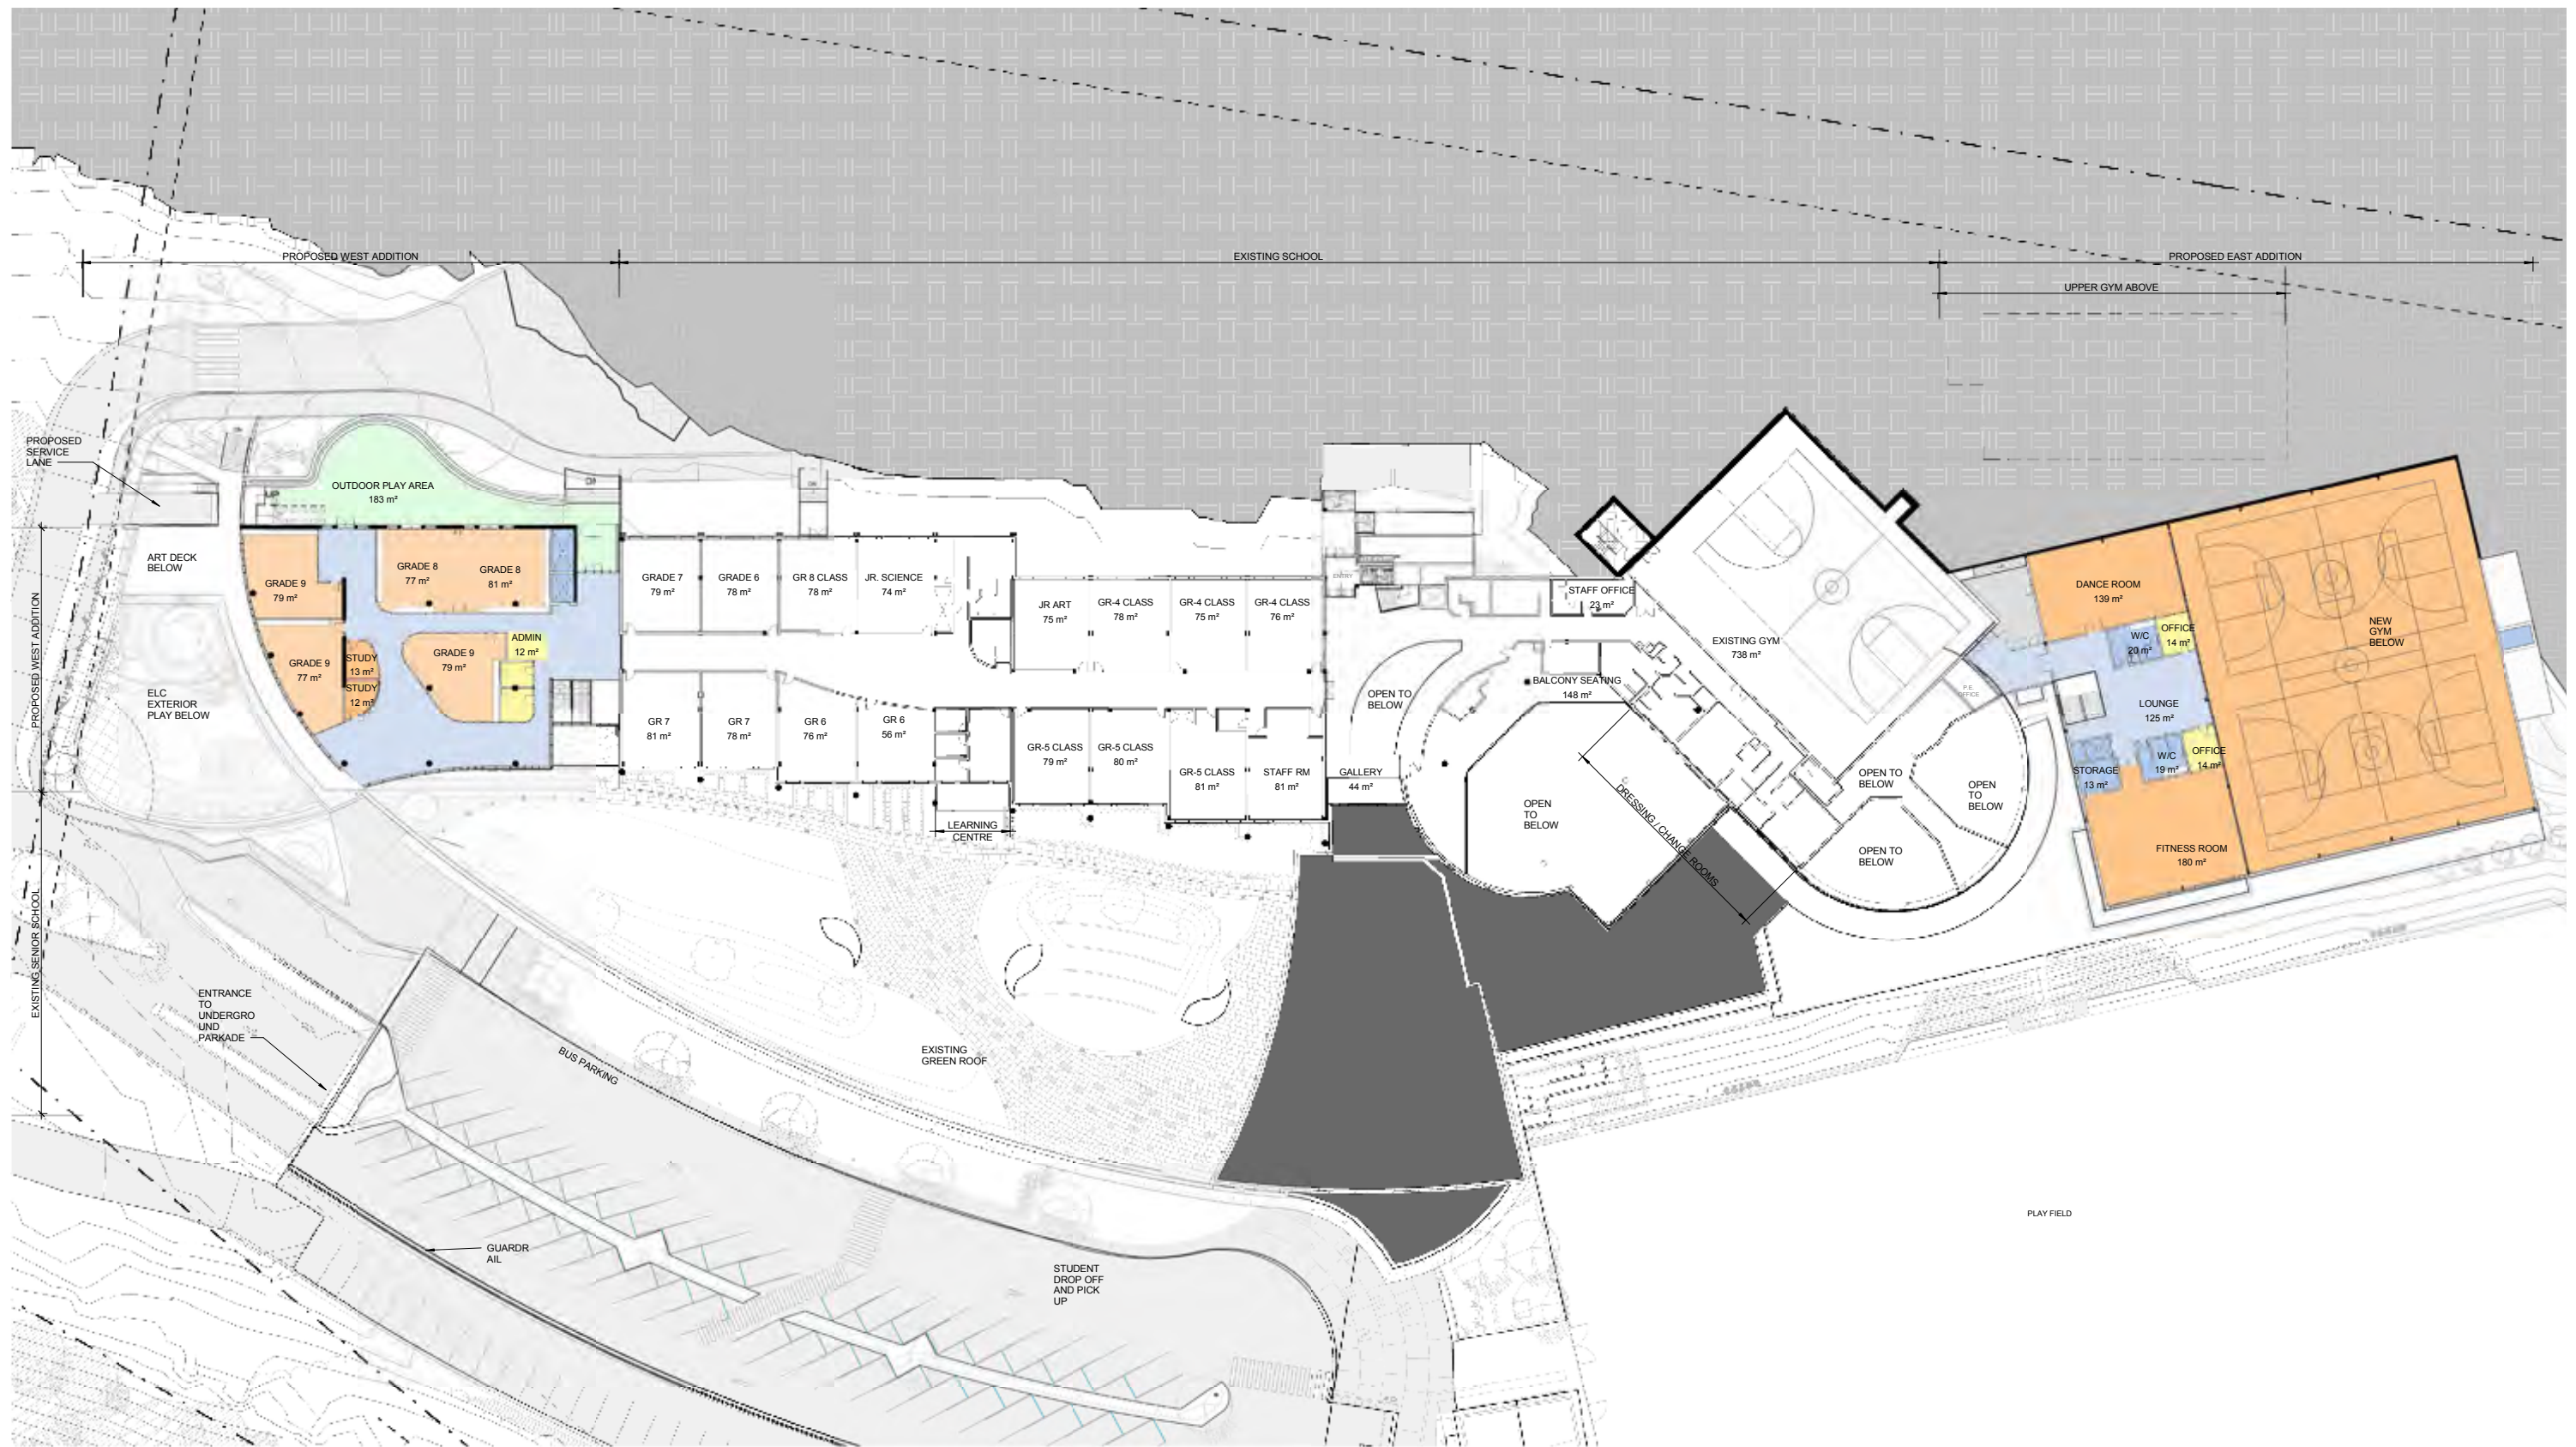 PROPOSED WEST ADDITION
EXISTING SCHOOL
PROPOSED EAST ADDITION
UPPER GYM ABOVE
PROPOSED
SERVICE
LANE
UP
OUTDOOR PLAY AREA
183 m²
DN
DN
ART DECK
BELOW
GRADE 9
79 m²
GRADE 8
77 m²
GRADE 8
81 m²
GRADE 9
77 m²
STUDY
13 m²
STUDY
12 m²
GRADE 9
79 m²
ADMIN
12 m²
ELC
EXTERIOR
PLAY BELOW
PROPOSED WEST ADDITION
EXISTING SENIOR SCHOOL
GRADE 7
79 m²
GRADE 6
78 m²
GR 8 CLASS
78 m²
JR. SCIENCE
74 m²
JR ART
75 m²
GR-4 CLASS
78 m²
GR-4 CLASS
75 m²
GR-4 CLASS
76 m²
GR 7
81 m²
GR 7
78 m²
GR 6
76 m²
GR 6
56 m²
GR-5 CLASS
79 m²
GR-5 CLASS
80 m²
GR-5 CLASS
81 m²
STAFF RM
81 m²
LEARNING
CENTRE
ENTRY
OPEN TO
BELOW
GALLERY
44 m²
STAFF OFFICE
23 m²
BALCONY SEATING
148 m²
OPEN
TO
BELOW
DRESSING / CHANGE ROOMS
EXISTING GYM
738 m²
P.E.
OFFICE
OPEN TO
BELOW
OPEN
TO
BELOW
OPEN TO
BELOW
DANCE ROOM
139 m²
W/C
20 m²
OFFICE
14 m²
LOUNGE
125 m²
STORAGE
13 m²
W/C
19 m²
OFFICE
14 m²
FITNESS ROOM
180 m²
NEW
GYM
BELOW
ENTRANCE
TO
UNDERGRO
UND
PARKADE
BUS PARKING
EXISTING
GREEN ROOF
GUARDR
AIL
STUDENT
DROP OFF
AND PICK
UP
PLAY FIELD